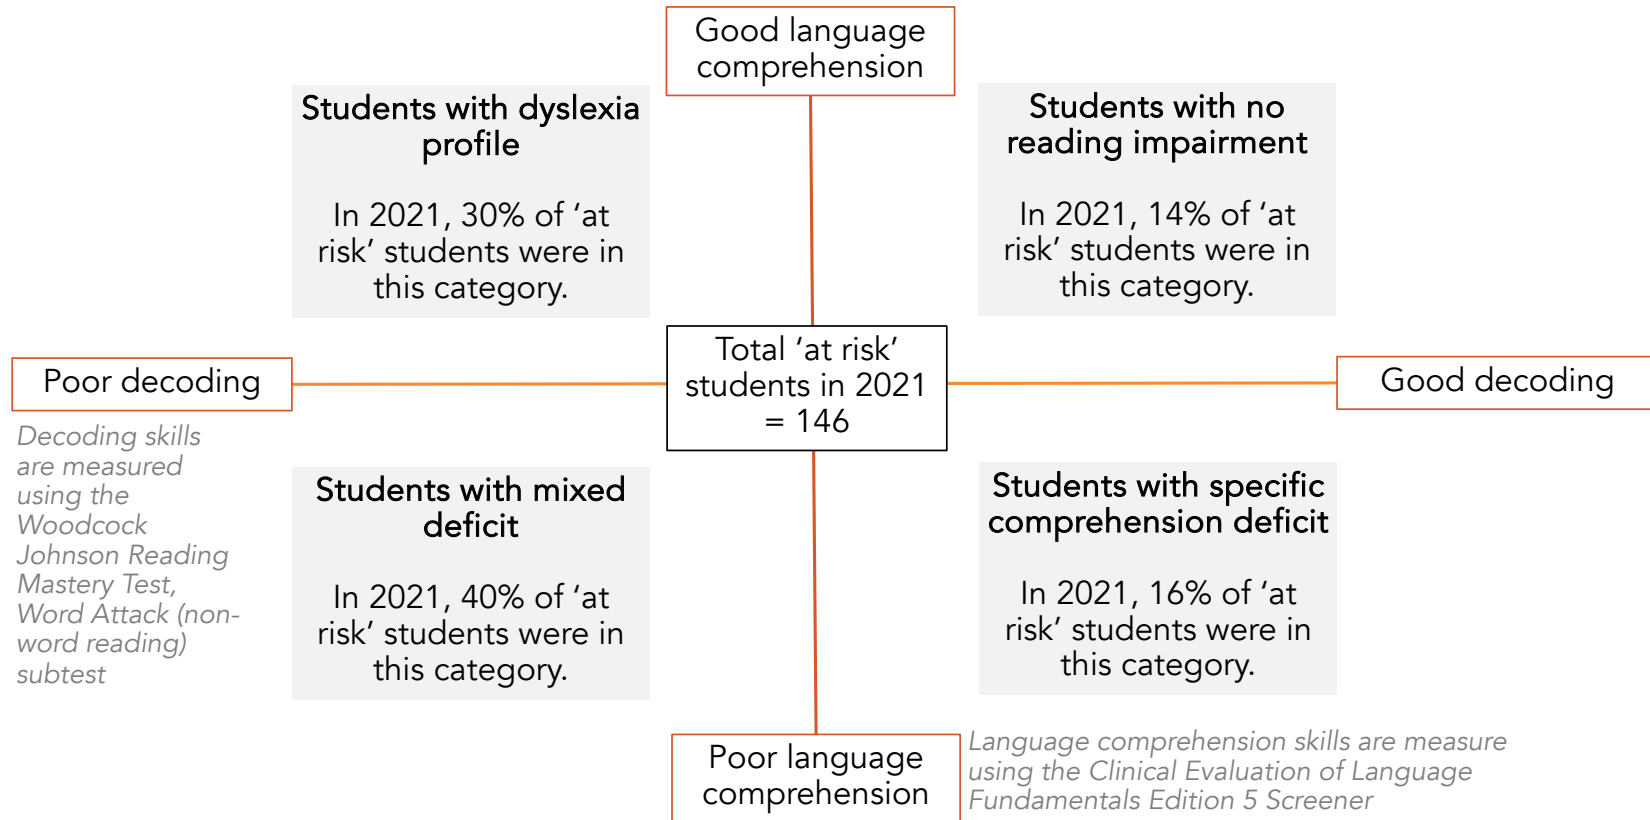 Good language
comprehension
Students with dyslexia
profile
In 2021, 30% of ‘at
risk’ students were in
this category.
Students with no
reading impairment
In 2021, 14% of ‘at
risk’ students were in
this category.
Total ‘at risk’
students in 2021
= 146
Poor decoding
Good decoding
Decoding skills
are measured
using the
Woodcock
Johnson Reading
Mastery Test,
Word Attack (non-
word reading)
subtest
Students with mixed
deficit
In 2021, 40% of ‘at
risk’ students were in
this category.
Students with specific
comprehension deficit
In 2021, 16% of ‘at
risk’ students were in
this category.
Poor language
comprehension
Language comprehension skills are measure
using the Clinical Evaluation of Language
Fundamentals Edition 5 Screener